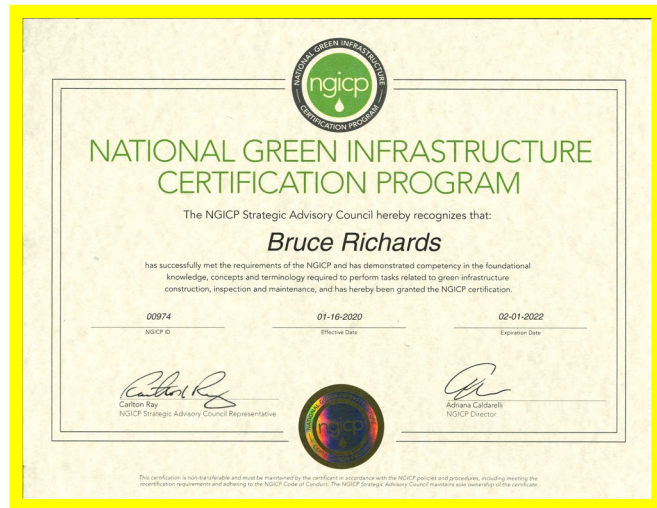 NATIONAL GREEN INFRASTRUCTURE
CERTIFICATION PROGRAM
ngicp
NATIONAL GREEN INFRASTRUCTURE
CERTIFICATION PROGRAM
The NGICP Strategic Advisory Council hereby recognizes that:
Bruce Richards
has successfully met the requirements of the NGICP and has demonstrated competency in the foundational
knowledge, concepts and terminology required to perform tasks related to green infrastructure
construction, inspection and maintenance, and has hereby been granted the NGICP certification.
00974 01-16-2020 02-01-2022
NGICP ID Effective Date Expiration Date
Carlton Ray Adriana Caldarelli
NGICP Strategic Advisory Council Representative NGICP Director
ngicp
This certification is non-transferable and must be maintained by the certificant in accordance with the NGICP policies and procedures, including meeting the
recertification requirements and adhering to the NGICP Code of Conduct. The NGICP Strategic Advisory Council maintains sole ownership of the certificate.